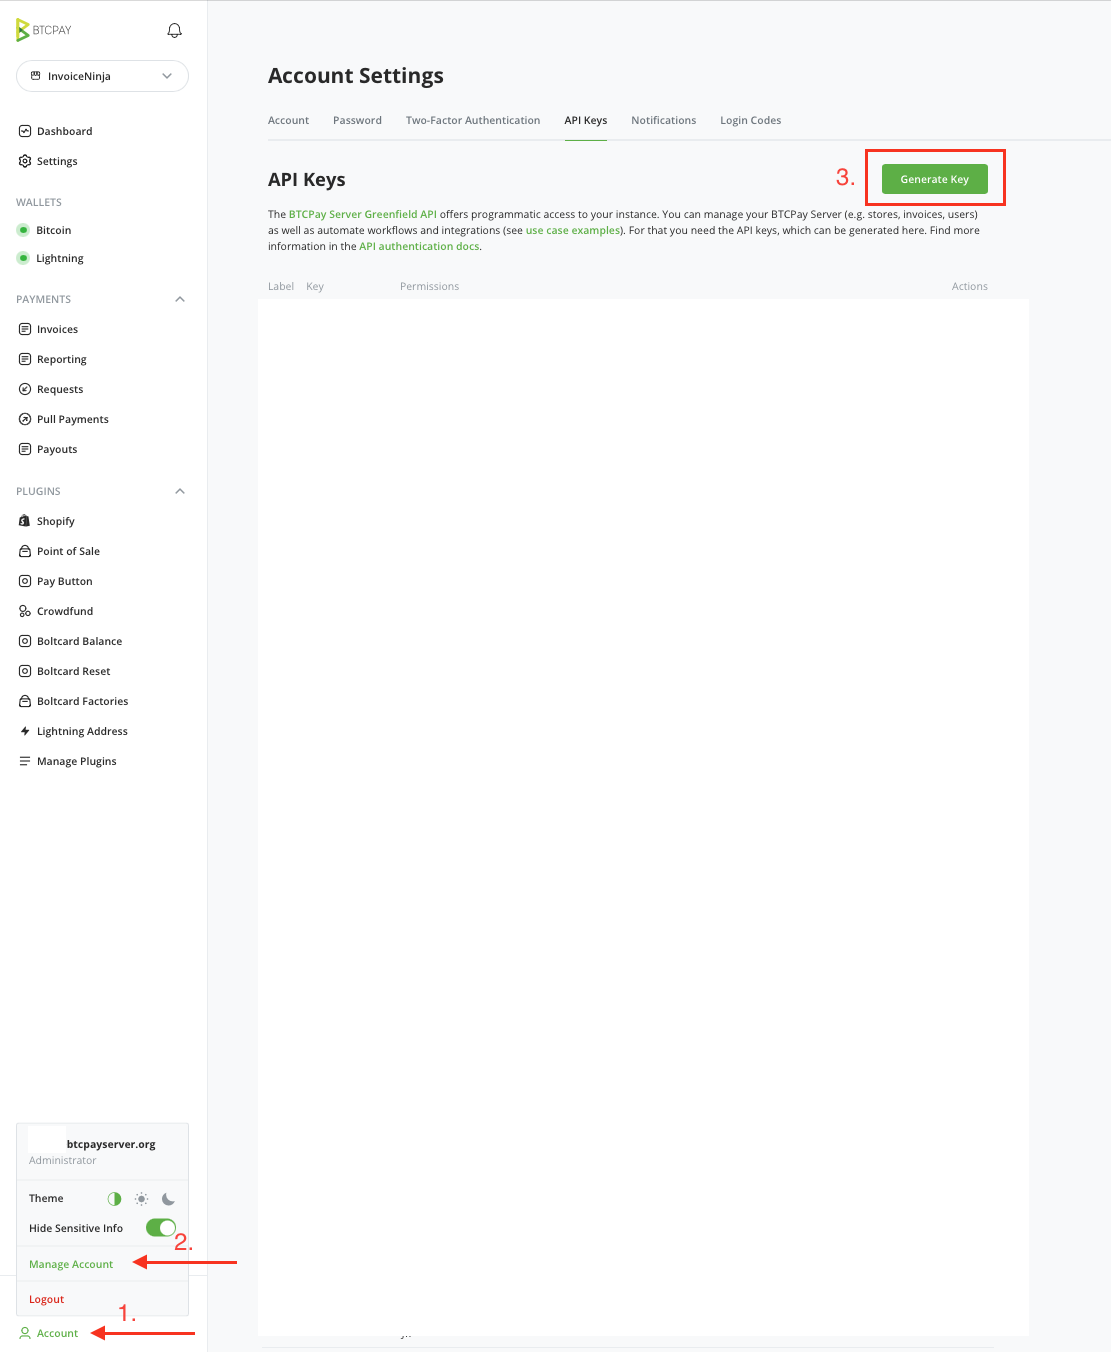 BTCPAY
InvoiceNinja
Dashboard
Settings
WALLETS
Bitcoin
Lightning
PAYMENTS
Invoices
Reporting
Requests
Pull Payments
Payouts
PLUGINS
Shopify
Point of Sale
Pay Button
Crowdfund
Boltcard Balance
Boltcard Reset
Boltcard Factories
Lightning Address
Manage Plugins
btcpayserver.org
Administrator
Theme
Hide Sensitive Info
2.
Manage Account
Logout
1.
Account
Account Settings
Account Password Two-Factor Authentication API Keys Notifications Login Codes
API Keys
3.
Generate Key
The BTCPay Server Greenfield API offers programmatic access to your instance. You can manage your BTCPay Server (e.g. stores, invoices, users)
as well as automate workflows and integrations (see use case examples). For that you need the API keys, which can be generated here. Find more
information in the API authentication docs.
Label Key Permissions Actions